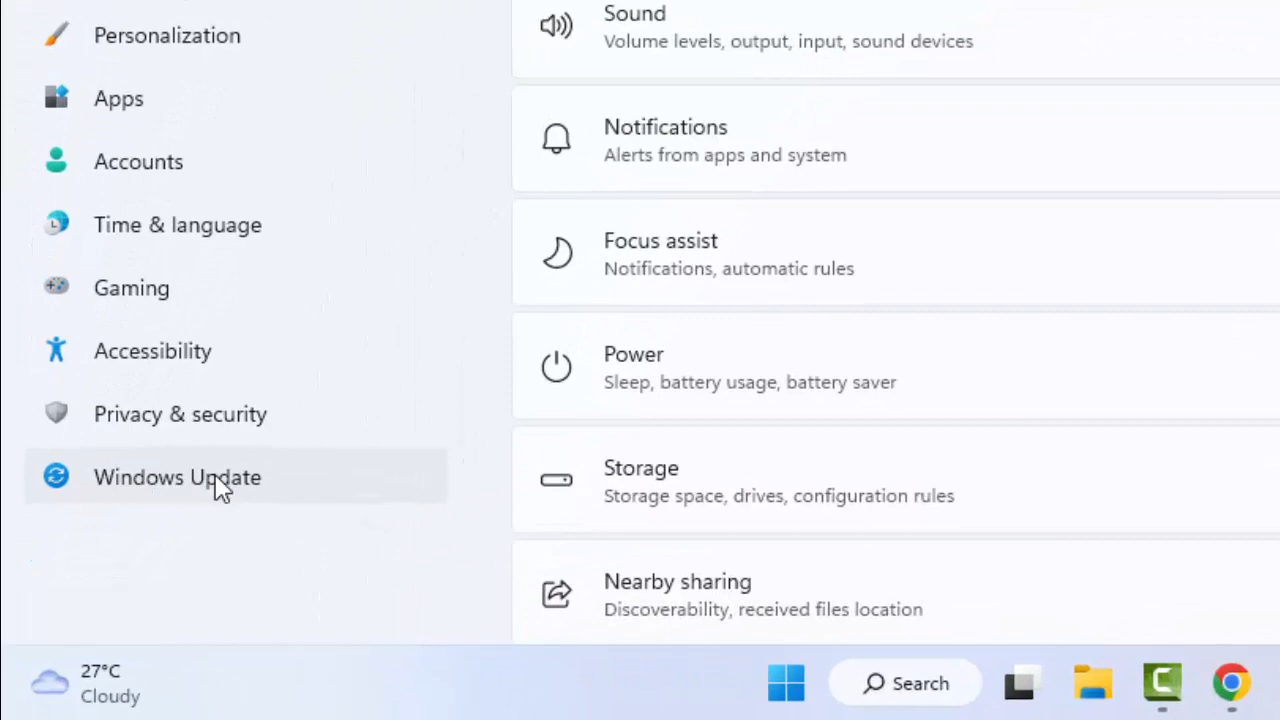 Personalization
Apps
Accounts
Time & language
Gaming
Accessibility
Privacy & security
Windows Update
Sound
Volume levels, output, input, sound devices
Notifications
Alerts from apps and system
Focus assist
Notifications, automatic rules
Power
Sleep, battery usage, battery saver
Storage
Storage space, drives, configuration rules
Nearby sharing
Discoverability, received files location
27°C
Cloudy
Search